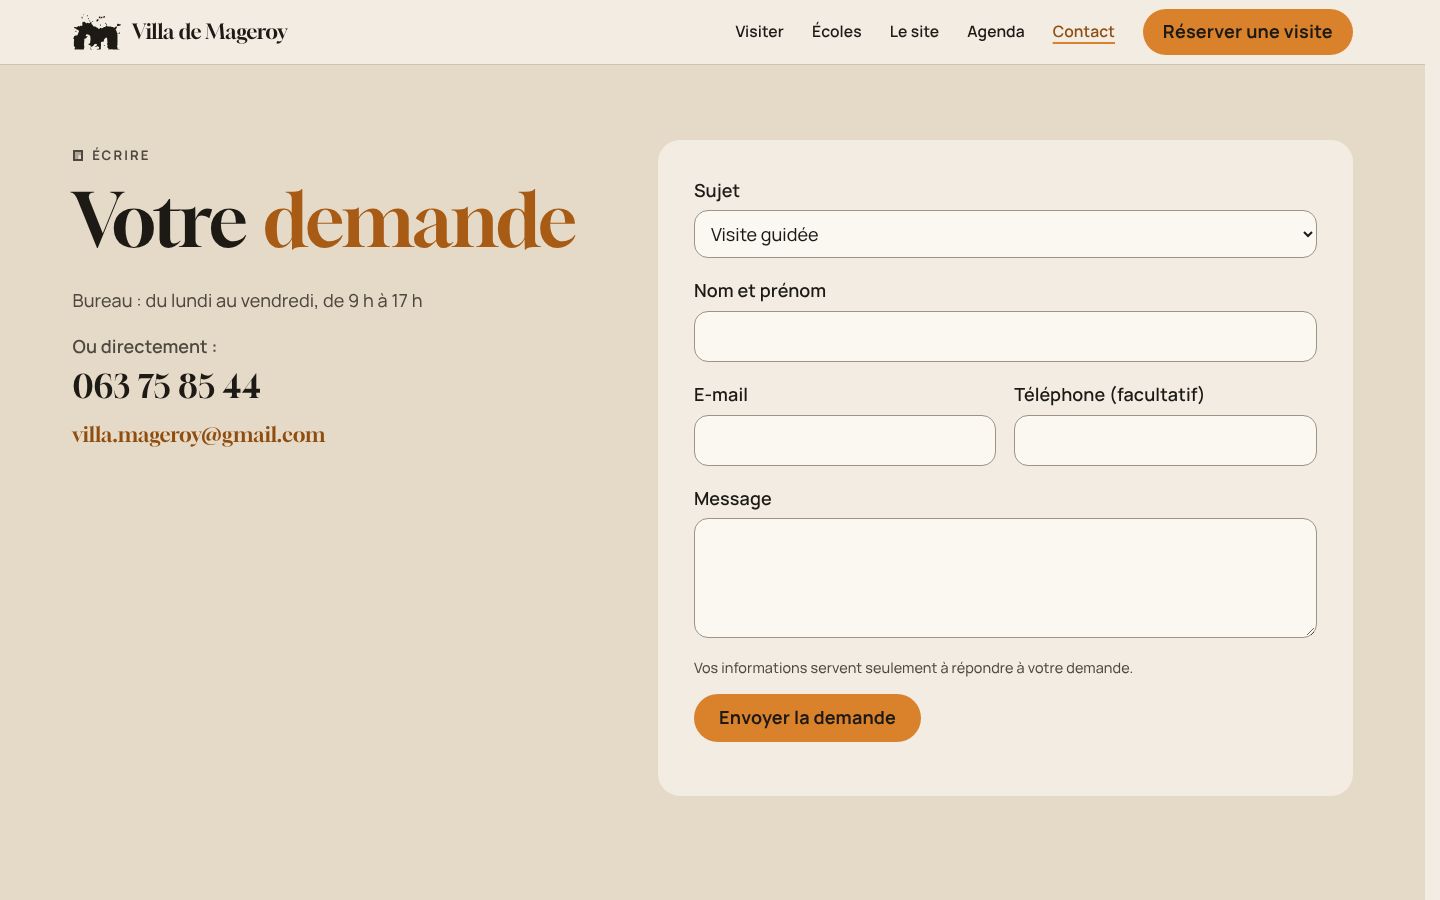 Villa de Mageroy
Visiter
Écoles
Le site
Agenda
Contact
Réserver une visite
ÉCRIRE
Votre demande
Bureau : du lundi au vendredi, de 9 h à 17 h
Ou directement :
063 75 85 44
villa.mageroy@gmail.com
Sujet
Visite guidée
Nom et prénom
E-mail
Téléphone (facultatif)
Message
Vos informations servent seulement à répondre à votre demande.
Envoyer la demande